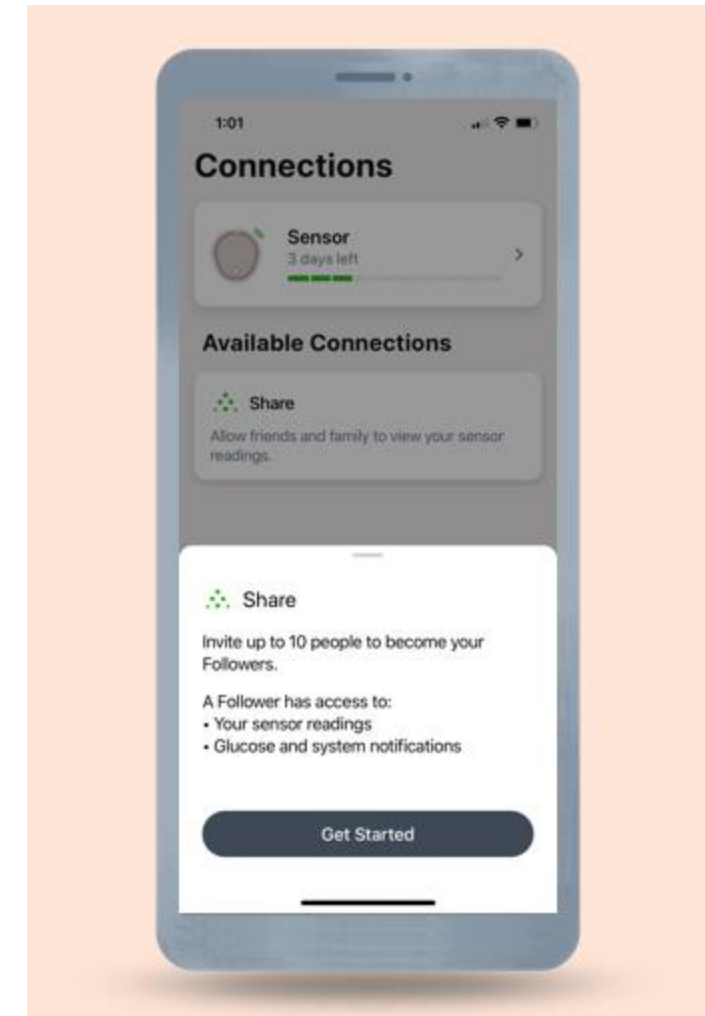 1:01
Connections
Sensor
3 days left
Available Connections
Share
Allow friends and family to view your sensor
readings.
Share
Invite up to 10 people to become your
Followers.
A Follower has access to:
• Your sensor readings
• Glucose and system notifications
Get Started